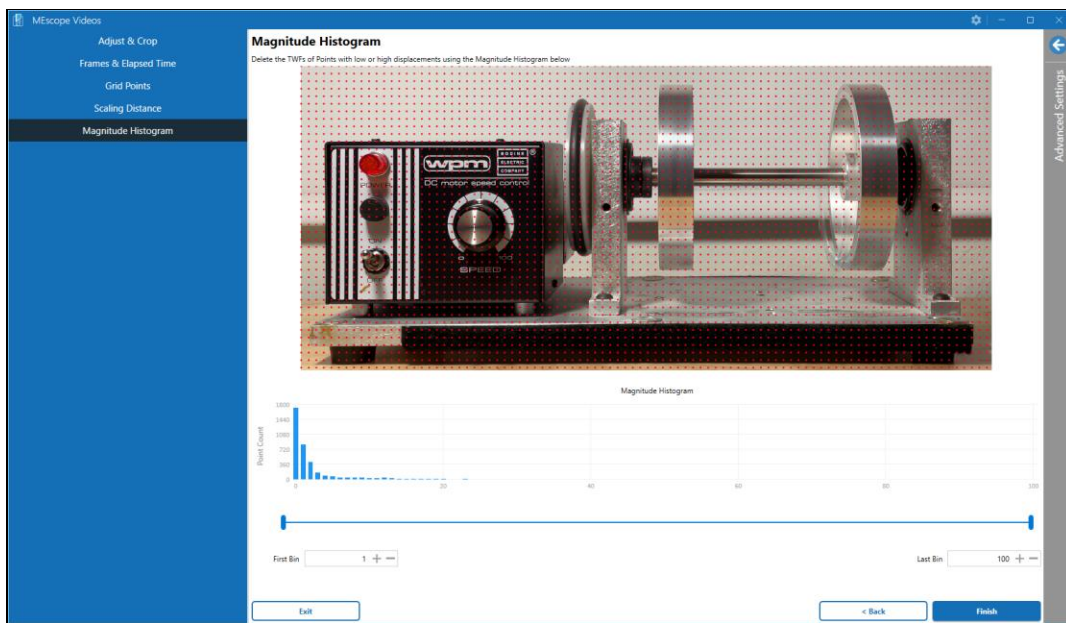 MEscope Videos
Adjust & Crop
Frames & Elapsed Time
Grid Points
Scaling Distance
Magnitude Histogram
Magnitude Histogram
Delete the TWFs of Points with low or high displacements using the Magnitude Histogram below
Advanced Settings
POWER
wpm®
BODINE
ELECTRIC
COMPANY
DC motor speed control
SPEED
Magnitude Histogram
Point Count
1800
1440
1080
720
360
0
0 20 40 60 80 100
First Bin 1
Last Bin 100
Exit
< Back
Finish